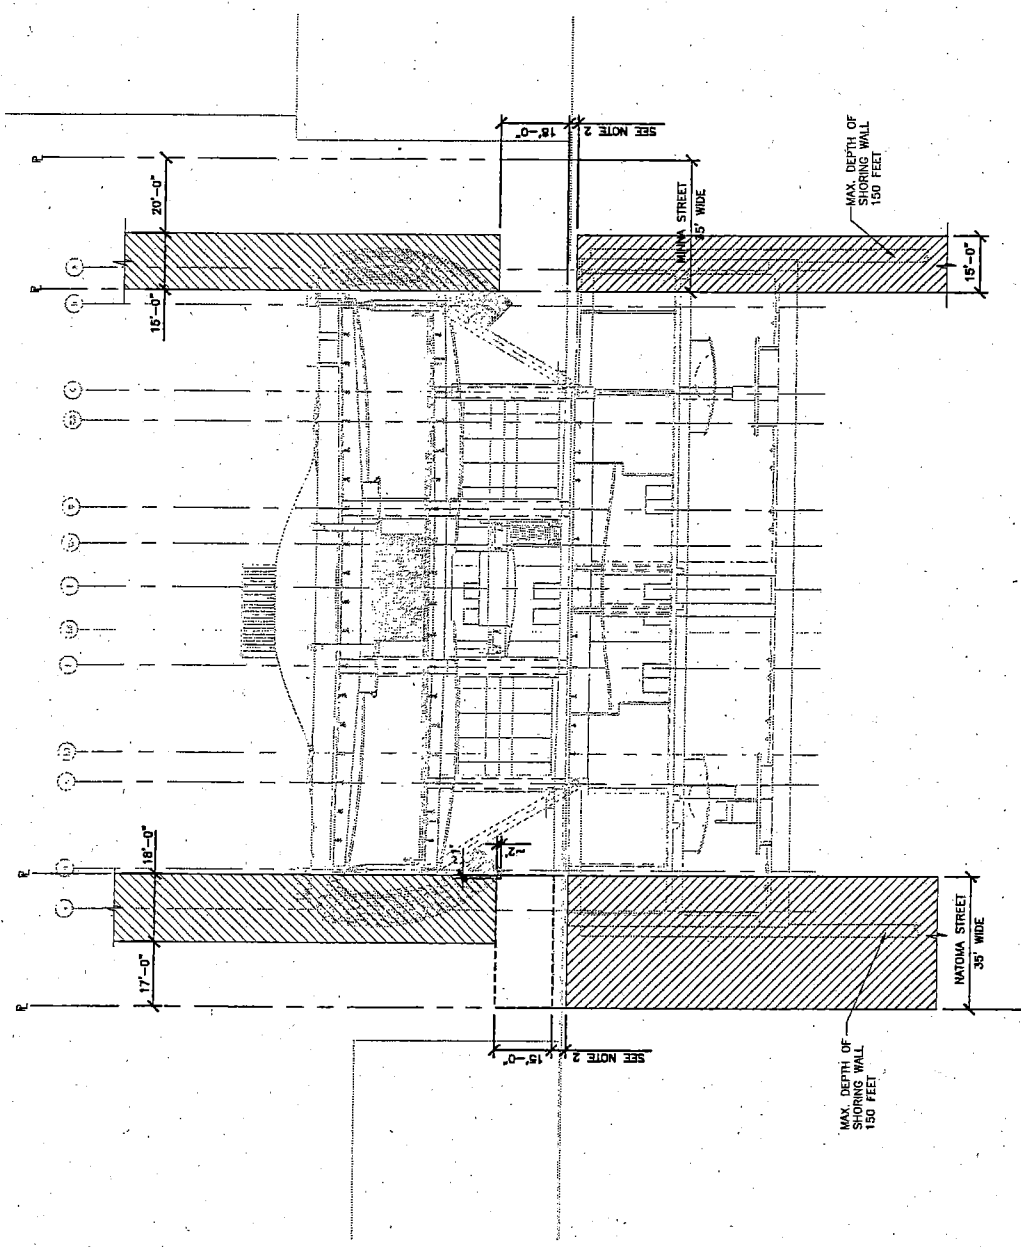 18'-0"
SEE NOTE 2
20'-0"
15'-0"
MINNA STREET
35' WIDE
MAX. DEPTH OF
SHORING WALL
150 FEET
15'-0"
18'-0"
17'-0"
~2'
15'-0"
SEE NOTE 2
NATOMA STREET
35' WIDE
MAX. DEPTH OF
SHORING WALL
150 FEET